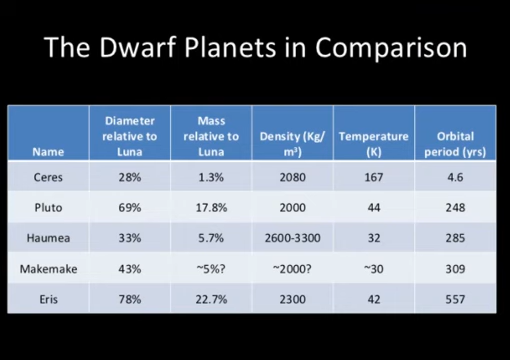 The Dwarf Planets in Comparison
Name Diameter relative to Luna Mass relative to Luna Density (Kg/m³) Temperature (K) Orbital period (yrs)
Ceres 28% 1.3% 2080 167 4.6
Pluto 69% 17.8% 2000 44 248
Haumea 33% 5.7% 2600-3300 32 285
Makemake 43% ~5%? ~2000? ~30 309
Eris 78% 22.7% 2300 42 557